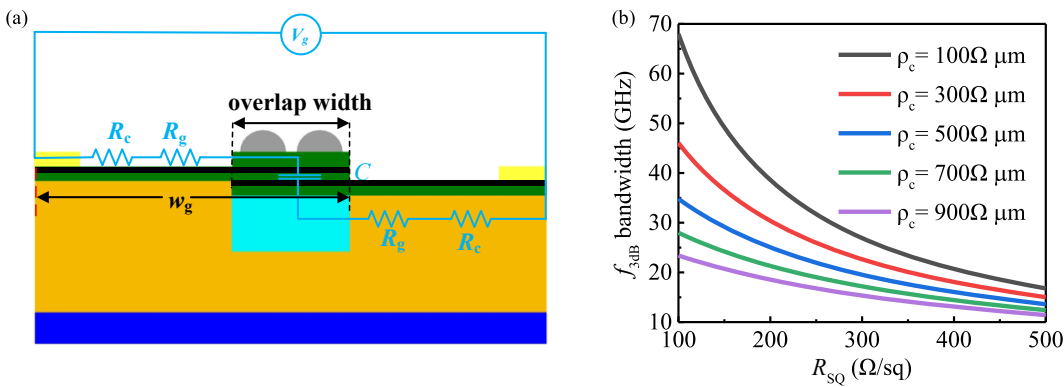 (a)
V_g
overlap width
R_c
R_g
C
w_g
R_g
R_c
(b)
f_3dB bandwidth (GHz)
70
60
50
40
30
20
10
ρ_c= 100Ω μm
ρ_c= 300Ω μm
ρ_c= 500Ω μm
ρ_c= 700Ω μm
ρ_c= 900Ω μm
100
200
300
400
500
R_SQ (Ω/sq)